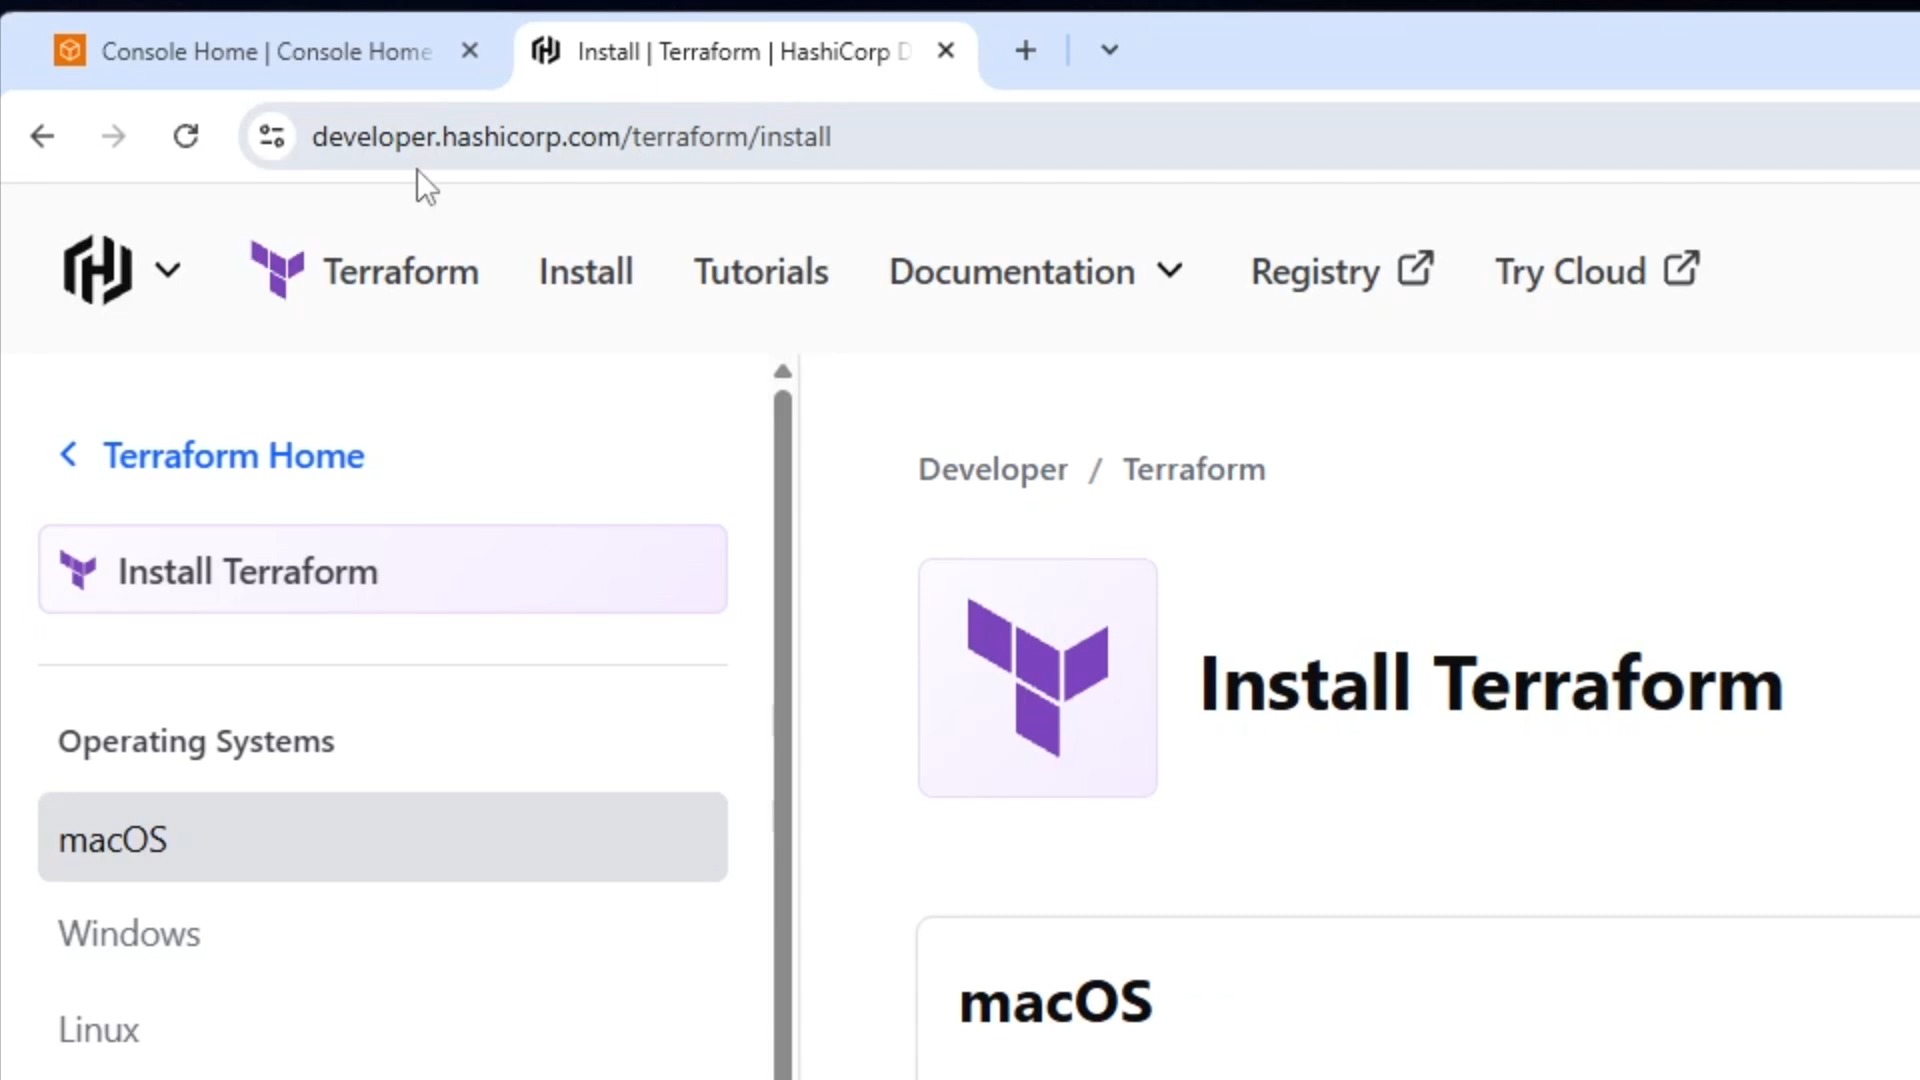 Console Home | Console Home
Install | Terraform | HashiCorp D
developer.hashicorp.com/terraform/install
Terraform
Install
Tutorials
Documentation
Registry
Try Cloud
Terraform Home
Install Terraform
Operating Systems
macOS
Windows
Linux
Developer / Terraform
Install Terraform
macOS